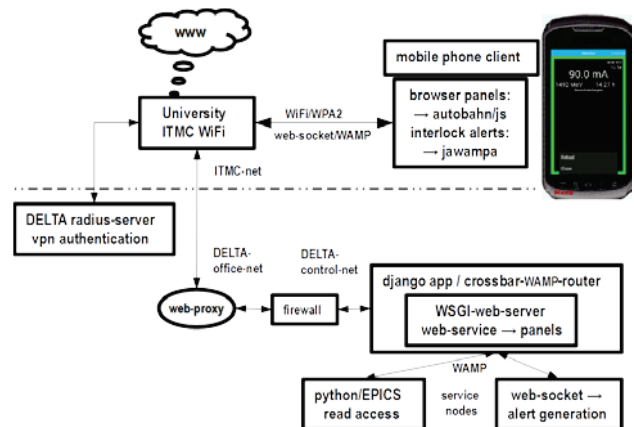 www
mobile phone client
90.0 mA
1492 MeV 14:27 h
University
ITMC WiFi
WiFi/WPA2
web-socket/WAMP
browser panels:
→ autobahn/js
interlock alerts:
→ jawampa
Reload
ITMC-net
DELTA radius-server
vpn authentication
DELTA-
office-net
DELTA-
control-net
web-proxy
firewall
django app / crossbar-WAMP-router
WSGI-web-server
web-service → panels
WAMP
python/EPICS
read access
service
nodes
web-socket →
alert generation